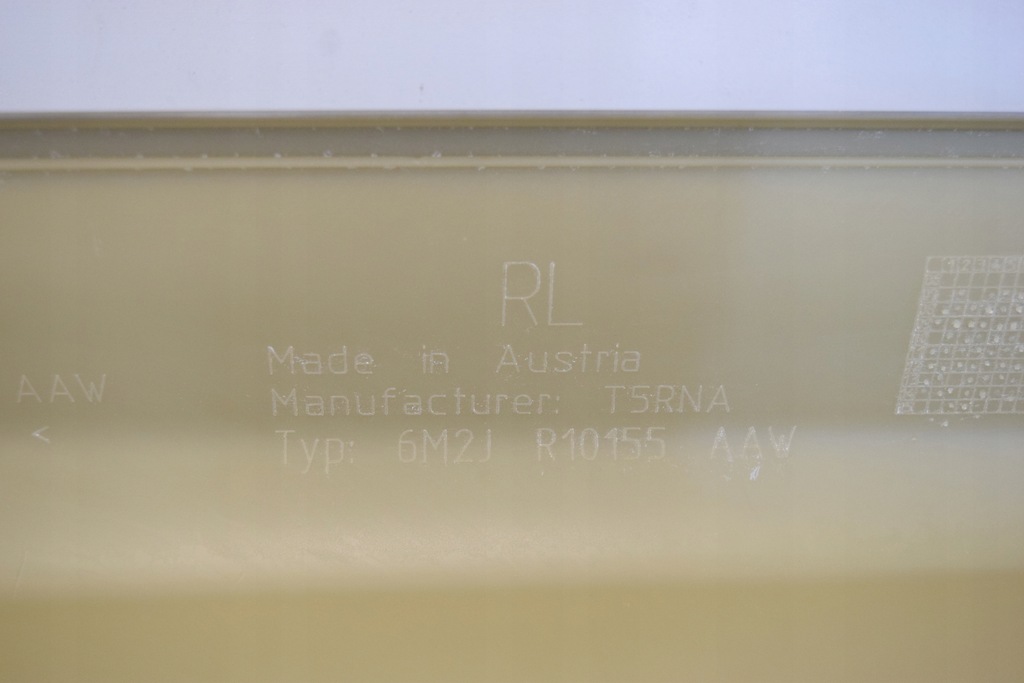 RL
Made in Austria
Manufacturer: T5RNA
Typ: 6M2J R10155 AAW
AAW
<